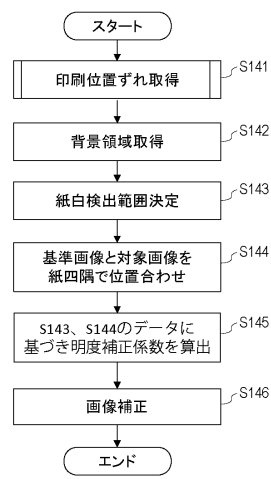 スタート
印刷位置ずれ取得
S141
背景領域取得
S142
紙白検出範囲決定
S143
基準画像と対象画像を
紙四隅で位置合わせ
S144
S143、S144のデータに
基づき明度補正係数を算出
S145
画像補正
S146
エンド